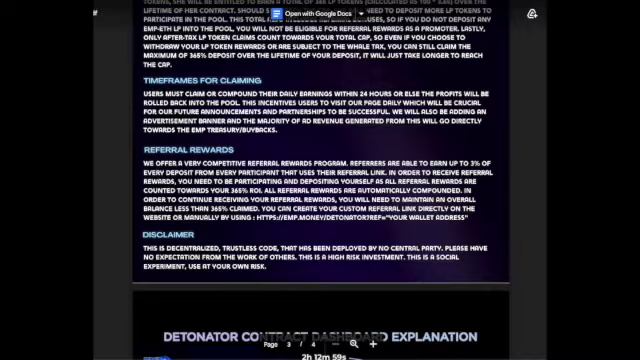 TOKENS, SHE WILL BE ENTITLED TO EARN A TOTAL OF 365 LP TOKENS (CALCULATED AS 100 * 3.65) OVER THE
LIFETIME OF HER CONTRACT. SHOULD S
Open with Google Docs
NEED TO DEPOSIT MORE LP TOKENS TO
PARTICIPATE IN THE POOL. THIS TOTAL
BONUSES, SO IF YOU DO NOT DEPOSIT ANY
EMP-ETH LP INTO THE POOL, YOU WILL NOT BE ELIGIBLE FOR REFERRAL REWARDS AS A PROMOTER. LASTLY,
ONLY AFTER-TAX LP TOKEN CLAIMS COUNT TOWARDS YOUR TOTAL CAP, SO EVEN IF YOU CHOOSE TO
WITHDRAW YOUR LP TOKEN REWARDS OR ARE SUBJECT TO THE WHALE TAX, YOU CAN STILL CLAIM THE
MAXIMUM OF 365% DEPOSIT OVER THE LIFETIME OF YOUR DEPOSIT, IT WILL JUST TAKE LONGER TO REACH
THE CAP.
TIMEFRAMES FOR CLAIMING
USERS MUST CLAIM OR COMPOUND THEIR DAILY EARNINGS WITHIN 24 HOURS OR ELSE THE PROFITS WILL BE
ROLLED BACK INTO THE POOL. THIS INCENTIVES USERS TO VISIT OUR PAGE DAILY WHICH WILL BE CRUCIAL
FOR OUR FUTURE ANNOUNCEMENTS AND PARTNERSHIPS TO BE SUCCESSFUL. WE WILL ALSO BE ADDING AN
ADVERTISEMENT BANNER AND THE MAJORITY OF AD REVENUE GENERATED FROM THIS WILL GO DIRECTLY
TOWARDS THE EMP TREASURY/BUYBACKS.
REFERRAL REWARDS
WE OFFER A VERY COMPETITIVE REFERRAL REWARDS PROGRAM. REFERRERS ARE ABLE TO EARN UP TO 3% OF
EVERY DEPOSIT FROM EVERY PARTICIPANT THAT USES THEIR REFERRAL LINK. IN ORDER TO RECEIVE REFERRAL
REWARDS, YOU NEED TO BE PARTICIPATING AND DEPOSITING YOURSELF AS ALL REFERRAL REWARDS ARE
COUNTED TOWARDS YOUR 365% ROI. ALL REFERRAL REWARDS ARE AUTOMATICALLY COMPOUNDED. IN
ORDER TO CONTINUE RECEIVING YOUR REFERRAL REWARDS, YOU WILL NEED TO MAINTAIN AN OVERALL
BALANCE LESS THAN 365% CLAIMED. YOU CAN CREATE YOUR CUSTOM REFERRAL LINK DIRECTLY ON THE
WEBSITE OR MANUALLY BY USING : HTTPS://EMP.MONEY/DETONATOR?REF="YOUR WALLET ADDRESS"
DISCLAIMER
THIS IS DECENTRALIZED, TRUSTLESS CODE, THAT HAS BEEN DEPLOYED BY NO CENTRAL PARTY. PLEASE HAVE
NO EXPECTATION FROM THE WORK OF OTHERS. THIS IS A HIGH RISK INVESTMENT. THIS IS A SOCIAL
EXPERIMENT, USE AT YOUR OWN RISK.
DETONATOR CONTRACT DASHBOARD EXPLANATION
Page 3 / 4
2h 12m 59s